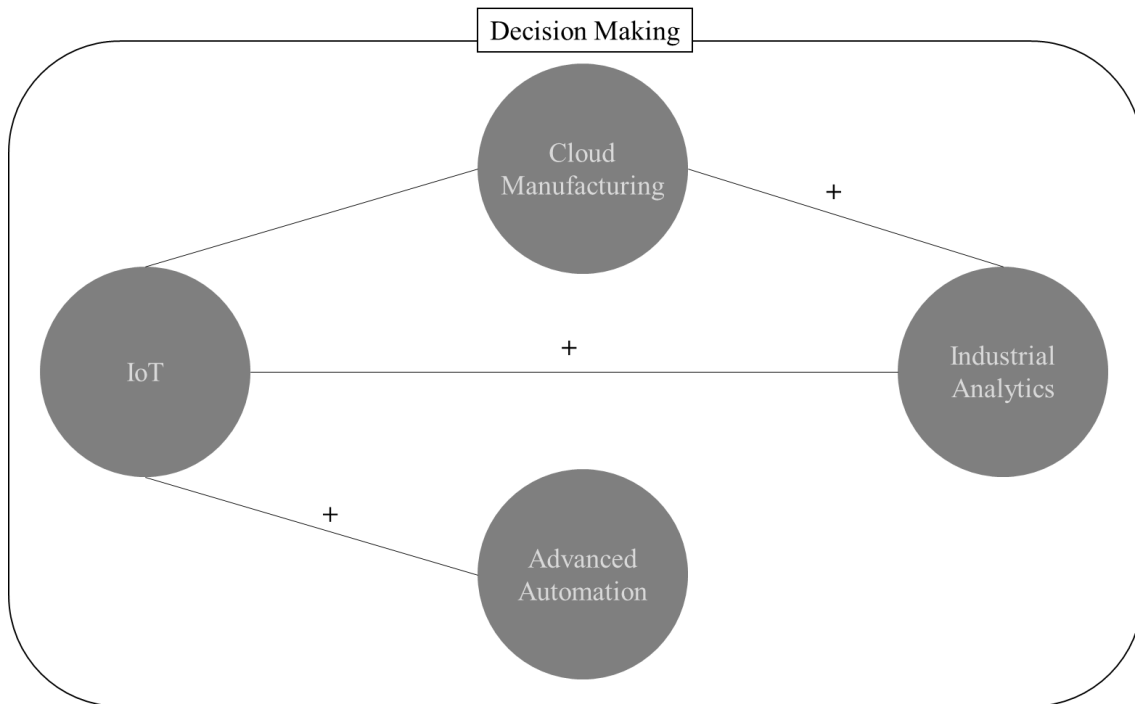 Decision Making
Cloud
Manufacturing
+
IoT
+
Industrial
Analytics
+
Advanced
Automation